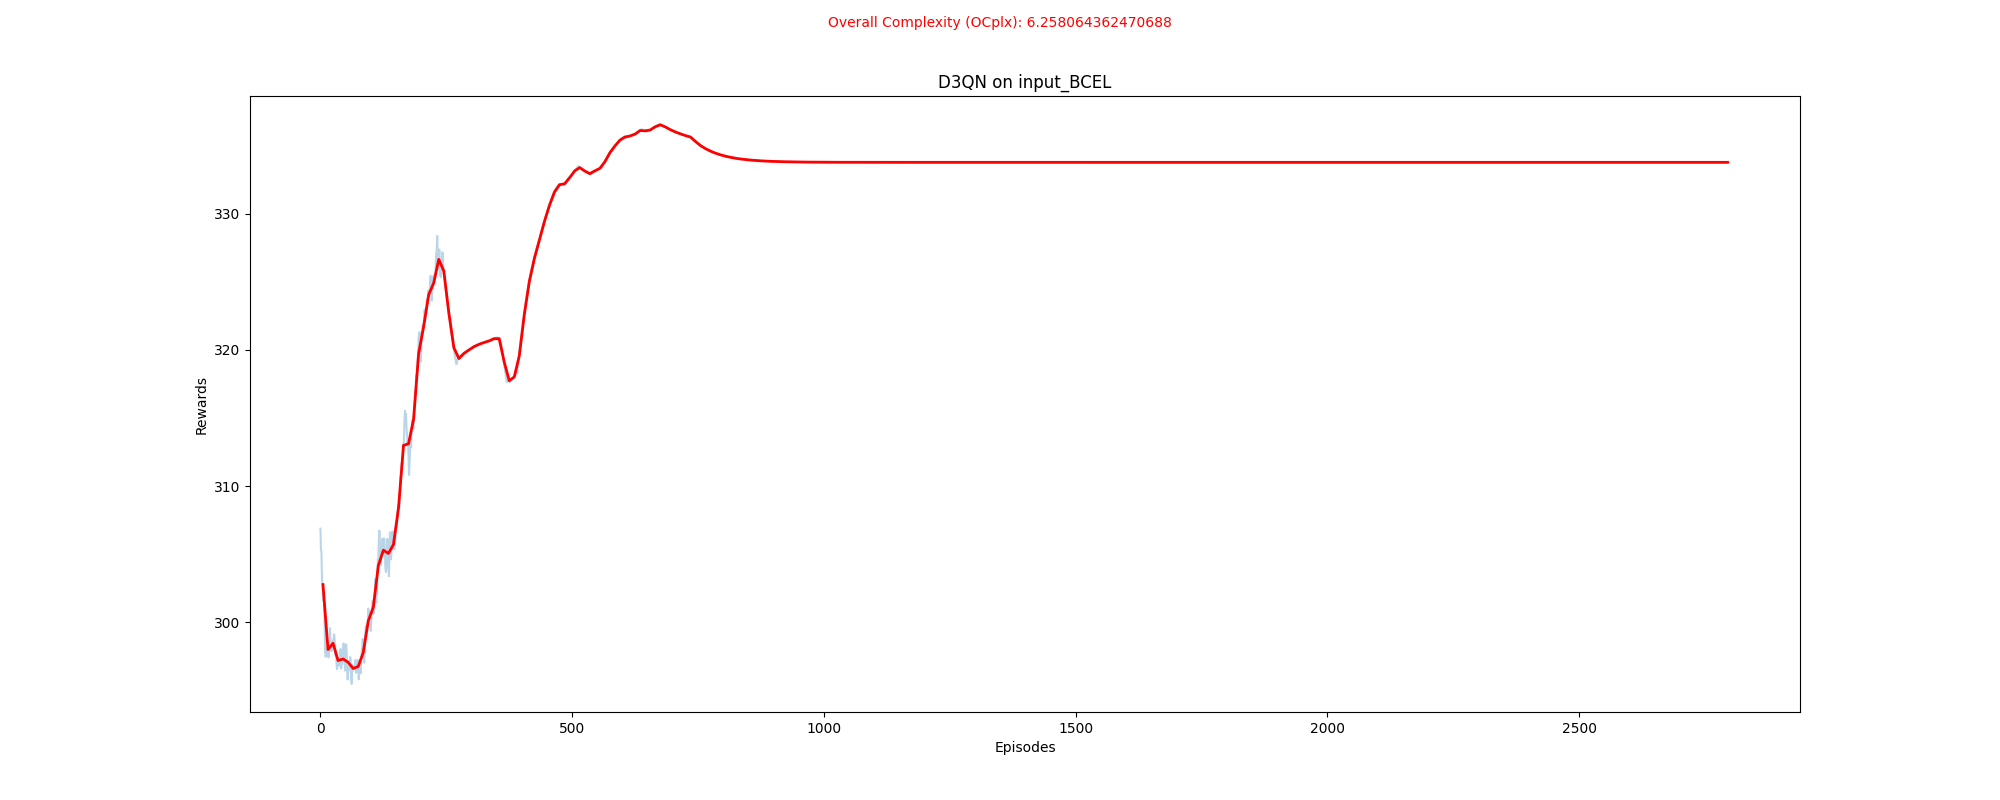 Overall Complexity (OCplx): 6.258064362470688
D3QN on input_BCEL
330
320
310
300
Rewards
0 500 1000 1500 2000 2500
Episodes